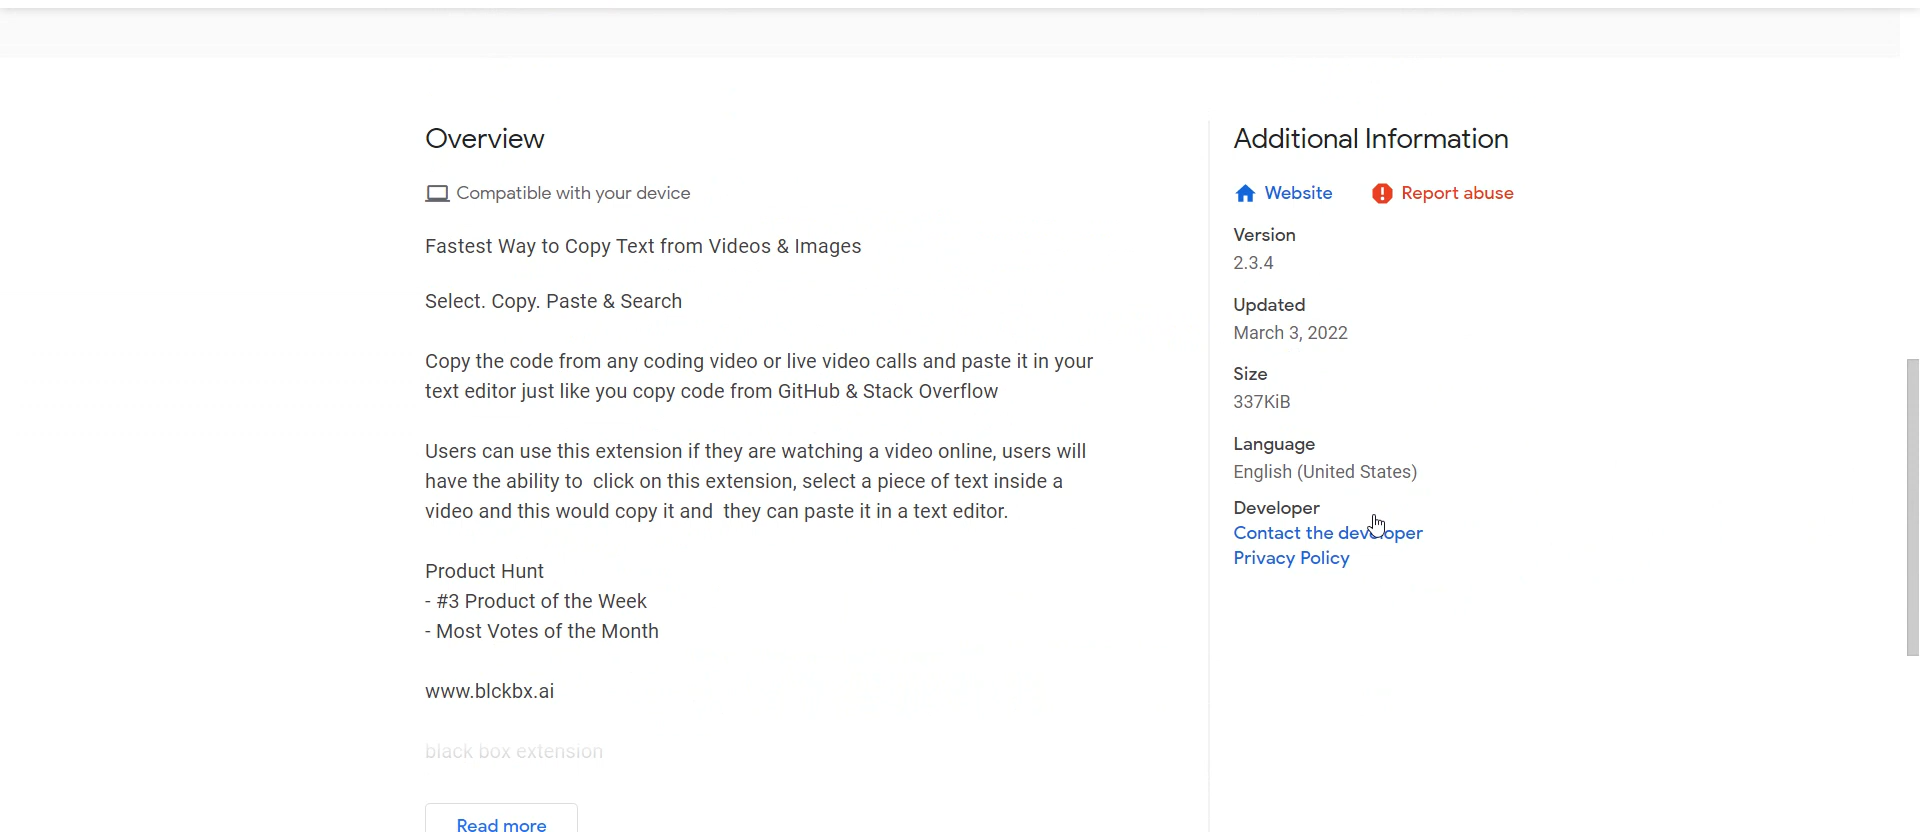 Overview
Compatible with your device
Fastest Way to Copy Text from Videos & Images
Select. Copy. Paste & Search
Copy the code from any coding video or live video calls and paste it in your
text editor just like you copy code from GitHub & Stack Overflow
Users can use this extension if they are watching a video online, users will
have the ability to  click on this extension, select a piece of text inside a
video and this would copy it and  they can paste it in a text editor.
Product Hunt
- #3 Product of the Week
- Most Votes of the Month
www.blckbx.ai
black box extension
Read more
Additional Information
Website
Report abuse
Version
2.3.4
Updated
March 3, 2022
Size
337KiB
Language
English (United States)
Developer
Contact the developer
Privacy Policy